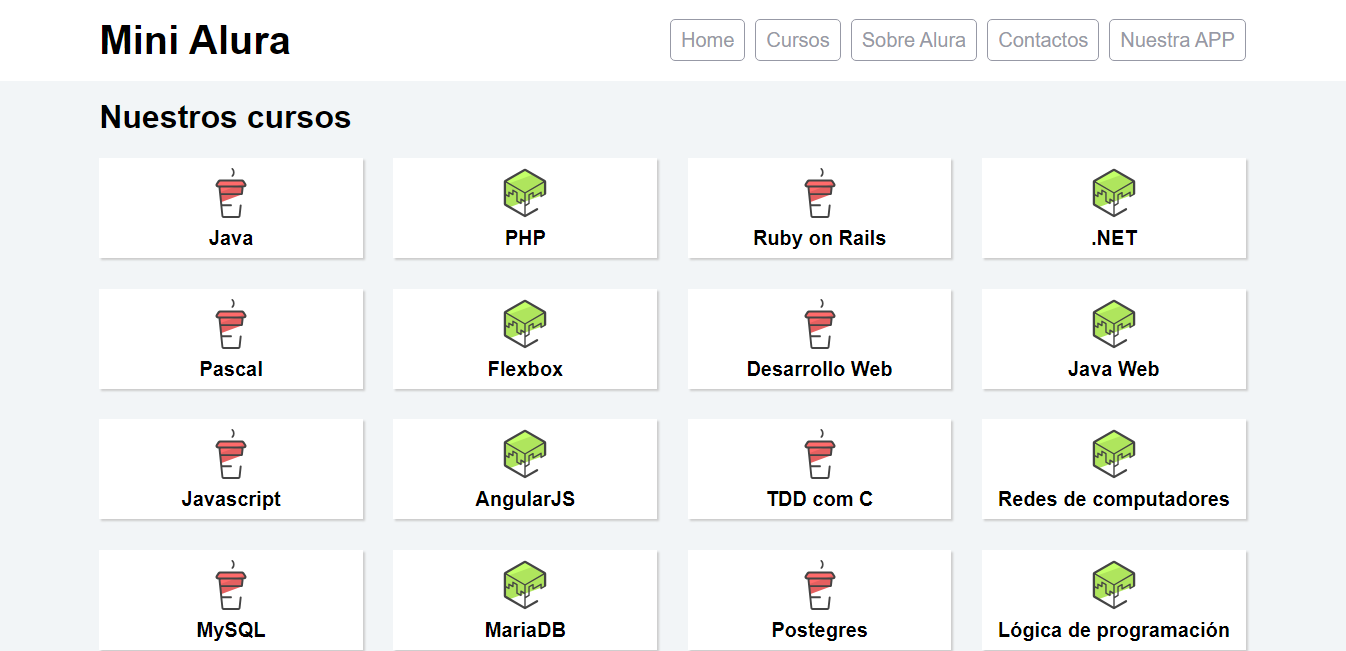 Mini Alura
Home Cursos Sobre Alura Contactos Nuestra APP
Nuestros cursos
Java PHP Ruby on Rails .NET
Pascal Flexbox Desarrollo Web Java Web
Javascript AngularJS TDD com C Redes de computadores
MySQL MariaDB Postegres Lógica de programación